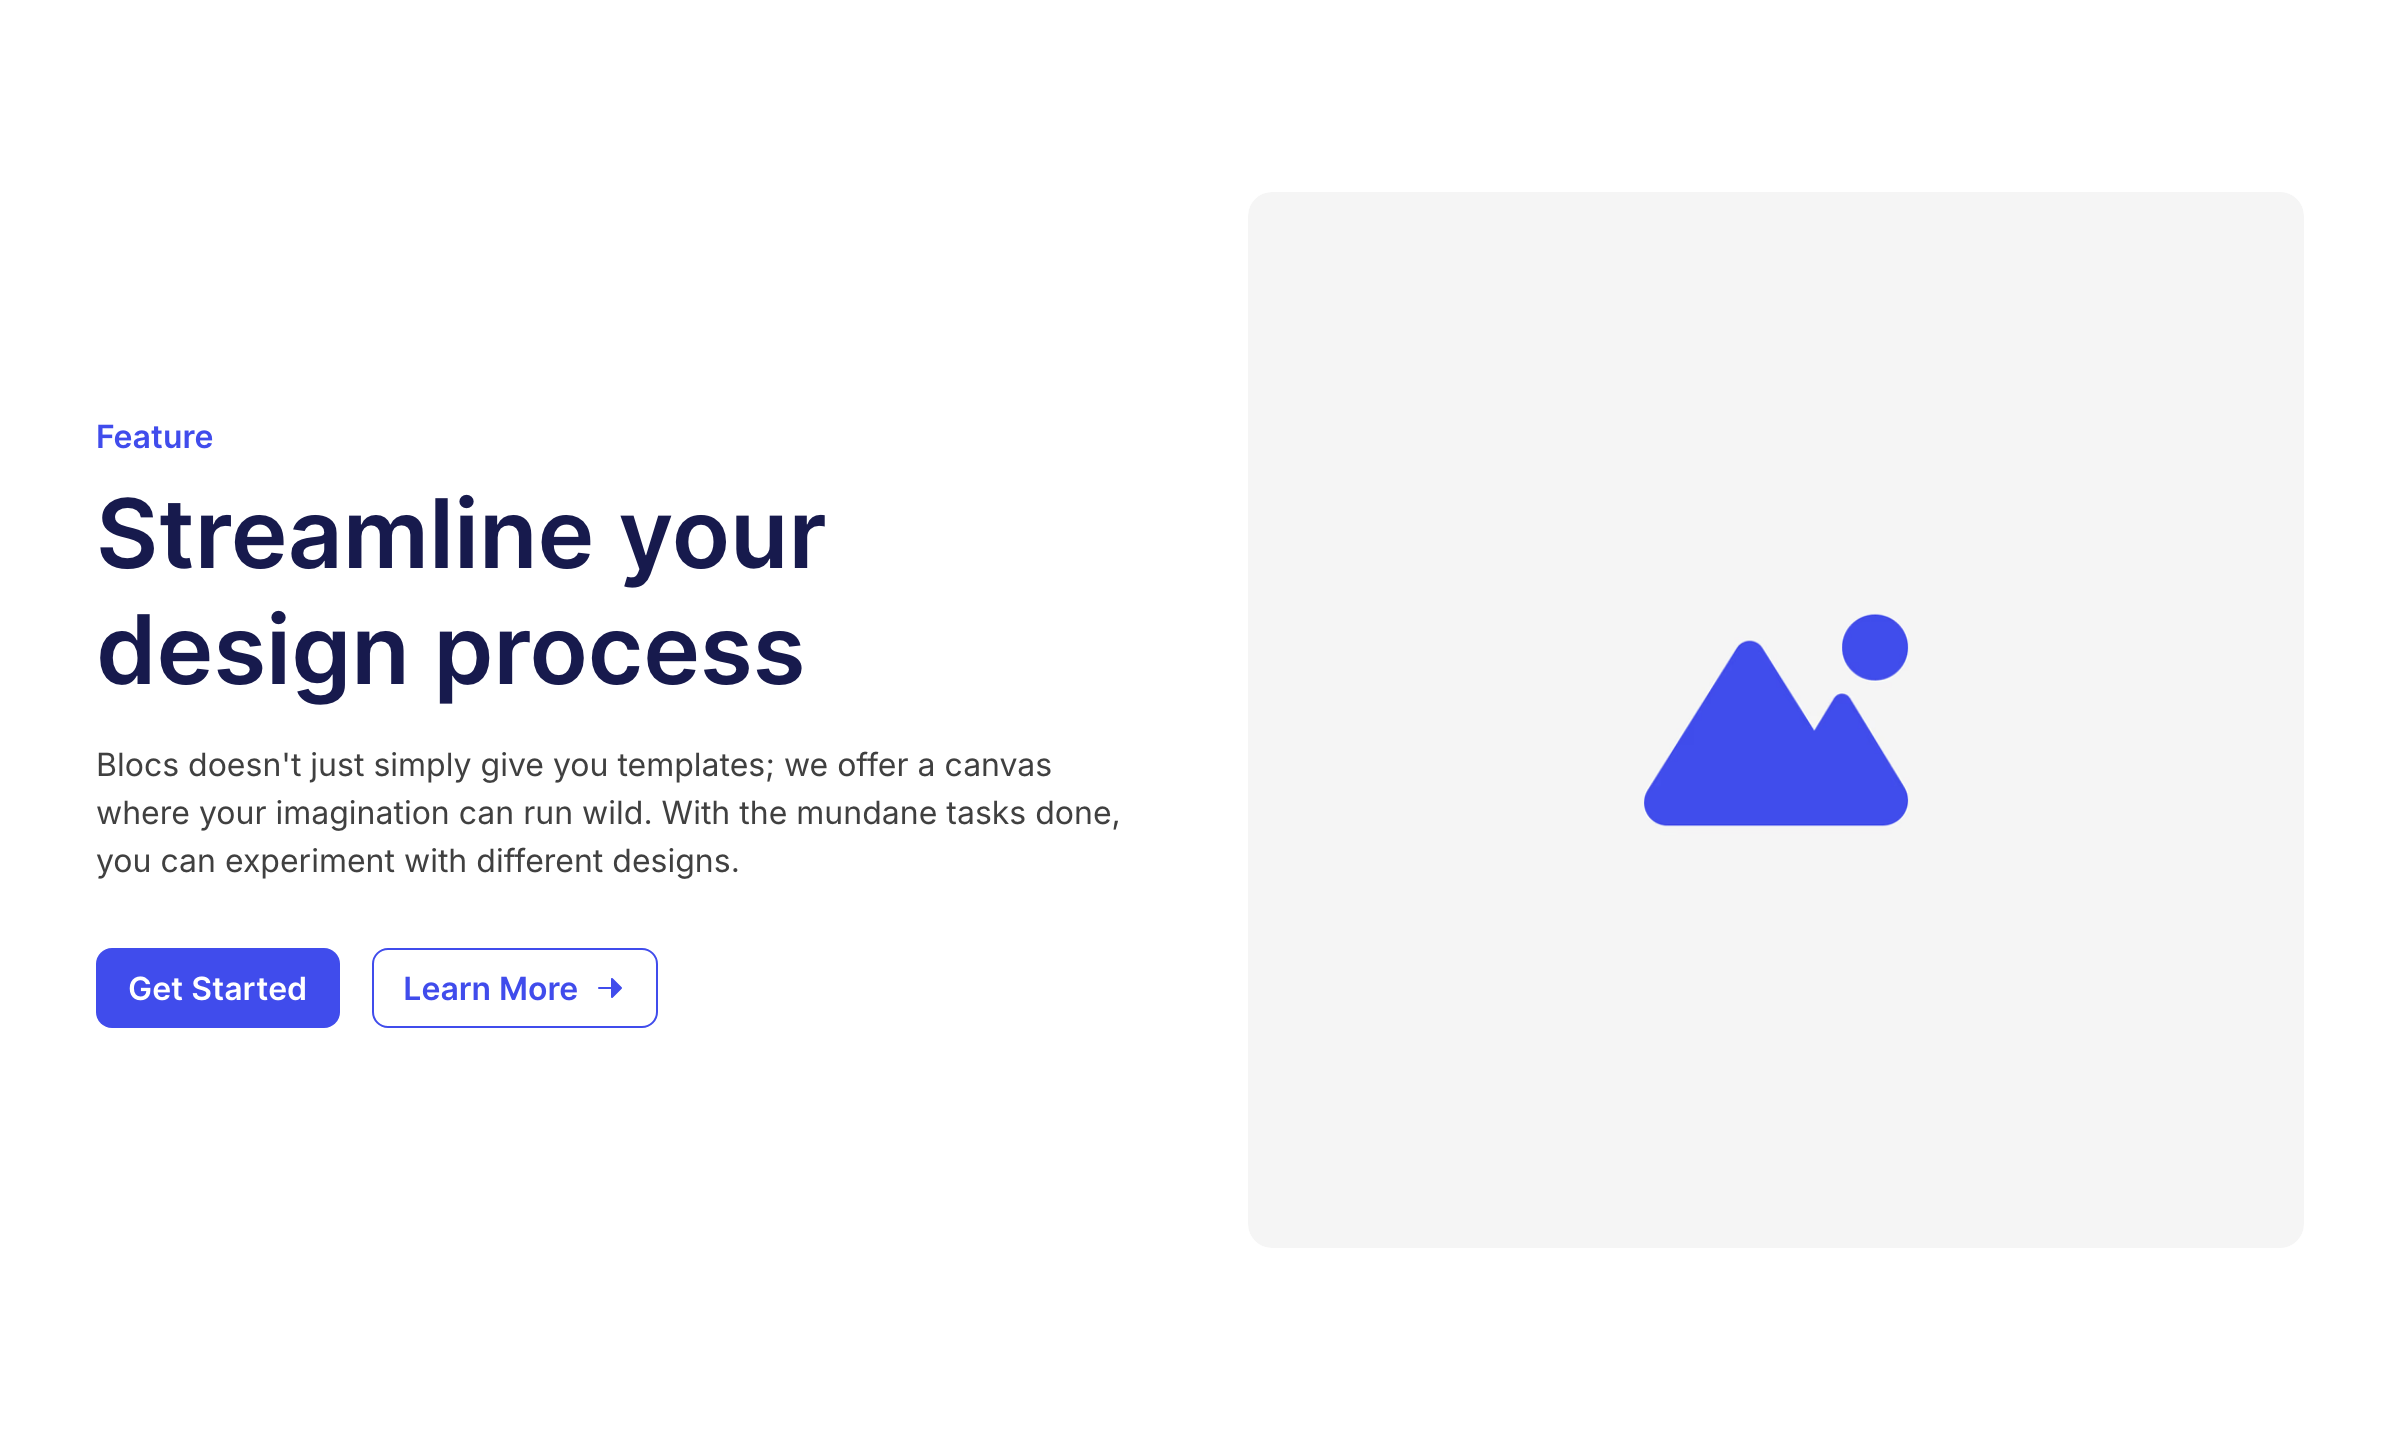 Feature
Streamline your
design process
Blocs doesn't just simply give you templates; we offer a canvas
where your imagination can run wild. With the mundane tasks done,
you can experiment with different designs.
Get Started
Learn More